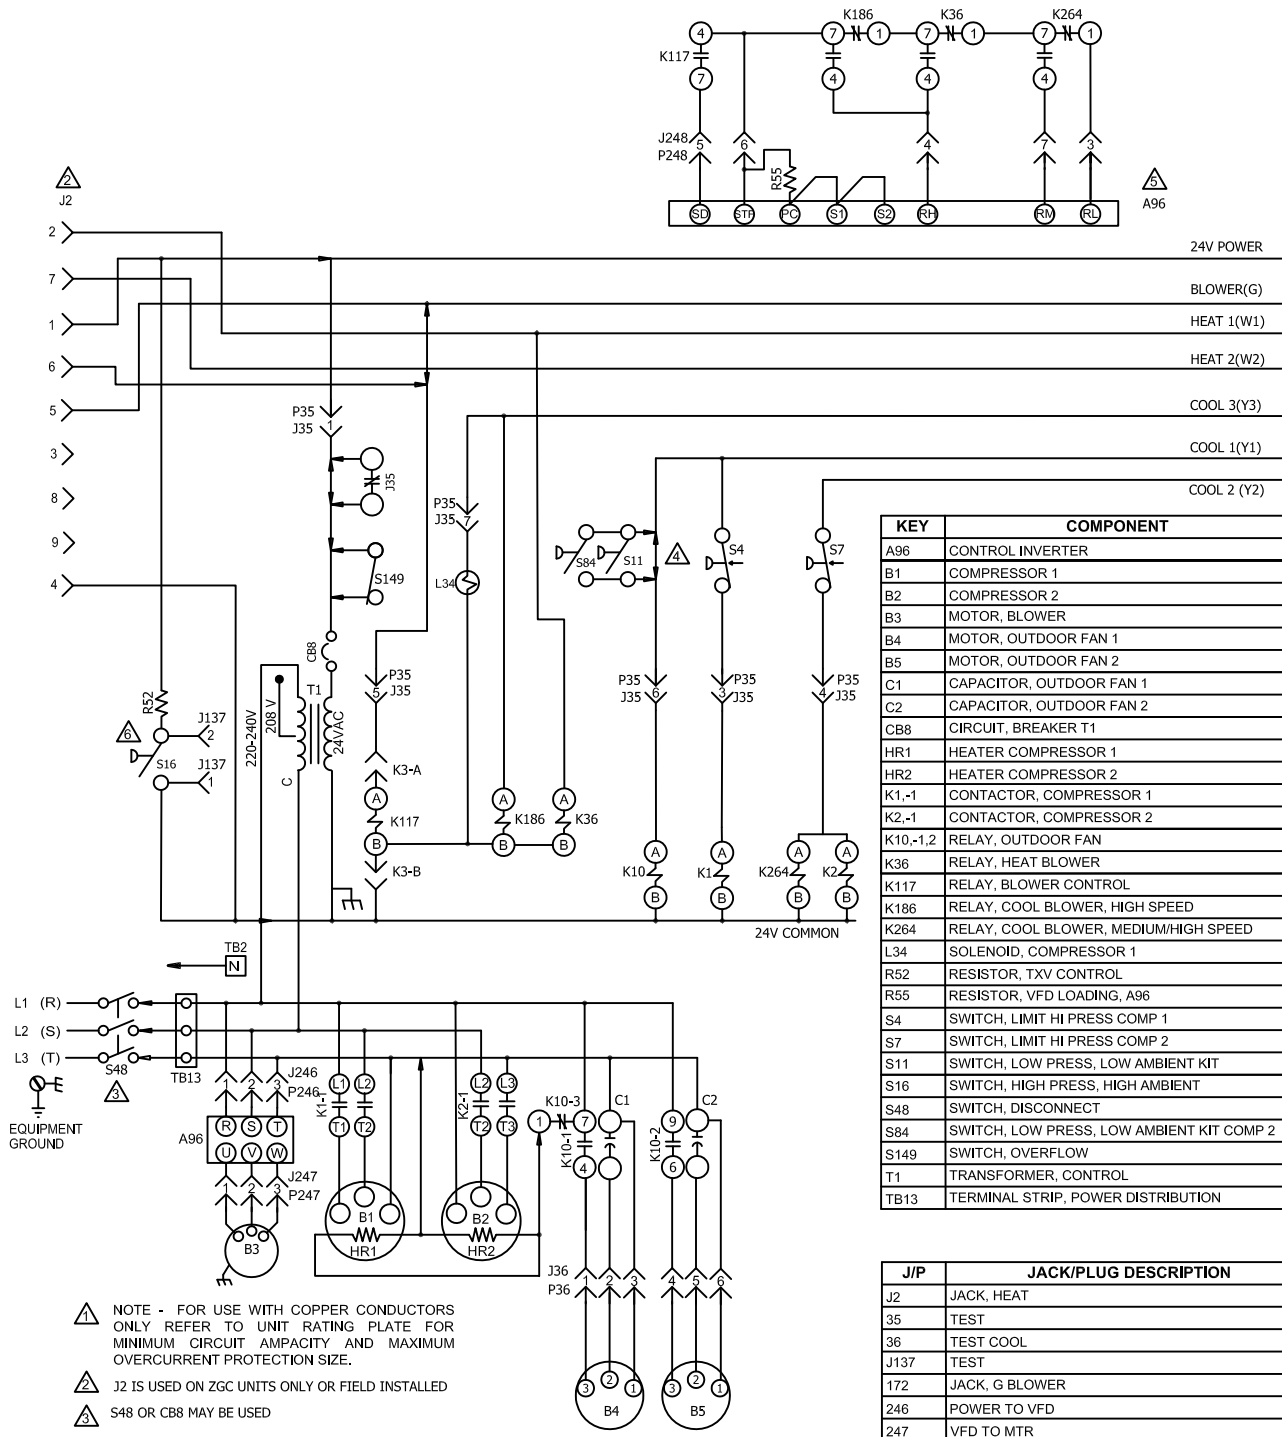 K186 K36 K264
4 7 1 7 1 7 1
K117
7 4 4 4
J248
P248
5 6 4 7 3
R55
SD STR PC S1 S2 RH RM RL
5
A96
2
J2
2
7
1
6
5
3
8
9
4
24V POWER
BLOWER(G)
HEAT 1(W1)
HEAT 2(W2)
COOL 3(Y3)
COOL 1(Y1)
COOL 2 (Y2)
P35
J35 1
J35
S149
CB8
P35
J35 7
L34
S84 S11
4
S4
S7
P35
J35
5
P35
J35 6
P35
J35
3
P35
J35
4
R52
6
S16
J137
2
J137
1
220-240V
208 V
C
T1
24VAC
K3-A
A
K117
B
K3-B
A
K186
B
A
K36
B
A
K10
B
A
K1
B
A
K264
B
A
K2
B
24V COMMON
TB2
N
L1 (R)
L2 (S)
L3 (T)
S48
3
TB13
EQUIPMENT
GROUND
1 2 3
J246
P246
A96
R S T
U V W
1 2 3
J247
P247
B3
K1-1
L1 L2
T1 T2
B1
HR1
K2-1
L2 L3
T2 T3
B2
HR2
K10-3
1 7
K10-1
4
C1
K10-2
9
6
C2
J36
P36
1 2 3 4 5 6
3 2 1
B4
3 2 1
B5
KEY COMPONENT
A96 CONTROL INVERTER
B1 COMPRESSOR 1
B2 COMPRESSOR 2
B3 MOTOR, BLOWER
B4 MOTOR, OUTDOOR FAN 1
B5 MOTOR, OUTDOOR FAN 2
C1 CAPACITOR, OUTDOOR FAN 1
C2 CAPACITOR, OUTDOOR FAN 2
CB8 CIRCUIT, BREAKER T1
HR1 HEATER COMPRESSOR 1
HR2 HEATER COMPRESSOR 2
K1,-1 CONTACTOR, COMPRESSOR 1
K2,-1 CONTACTOR, COMPRESSOR 2
K10,-1,2 RELAY, OUTDOOR FAN
K36 RELAY, HEAT BLOWER
K117 RELAY, BLOWER CONTROL
K186 RELAY, COOL BLOWER, HIGH SPEED
K264 RELAY, COOL BLOWER, MEDIUM/HIGH SPEED
L34 SOLENOID, COMPRESSOR 1
R52 RESISTOR, TXV CONTROL
R55 RESISTOR, VFD LOADING, A96
S4 SWITCH, LIMIT HI PRESS COMP 1
S7 SWITCH, LIMIT HI PRESS COMP 2
S11 SWITCH, LOW PRESS, LOW AMBIENT KIT
S16 SWITCH, HIGH PRESS, HIGH AMBIENT
S48 SWITCH, DISCONNECT
S84 SWITCH, LOW PRESS, LOW AMBIENT KIT COMP 2
S149 SWITCH, OVERFLOW
T1 TRANSFORMER, CONTROL
TB13 TERMINAL STRIP, POWER DISTRIBUTION
J/P JACK/PLUG DESCRIPTION
J2 JACK, HEAT
35 TEST
36 TEST COOL
J137 TEST
172 JACK, G BLOWER
246 POWER TO VFD
247 VFD TO MTR
1 NOTE - FOR USE WITH COPPER CONDUCTORS
ONLY REFER TO UNIT RATING PLATE FOR
MINIMUM CIRCUIT AMPACITY AND MAXIMUM
OVERCURRENT PROTECTION SIZE.
2 J2 IS USED ON ZGC UNITS ONLY OR FIELD INSTALLED
3 S48 OR CB8 MAY BE USED